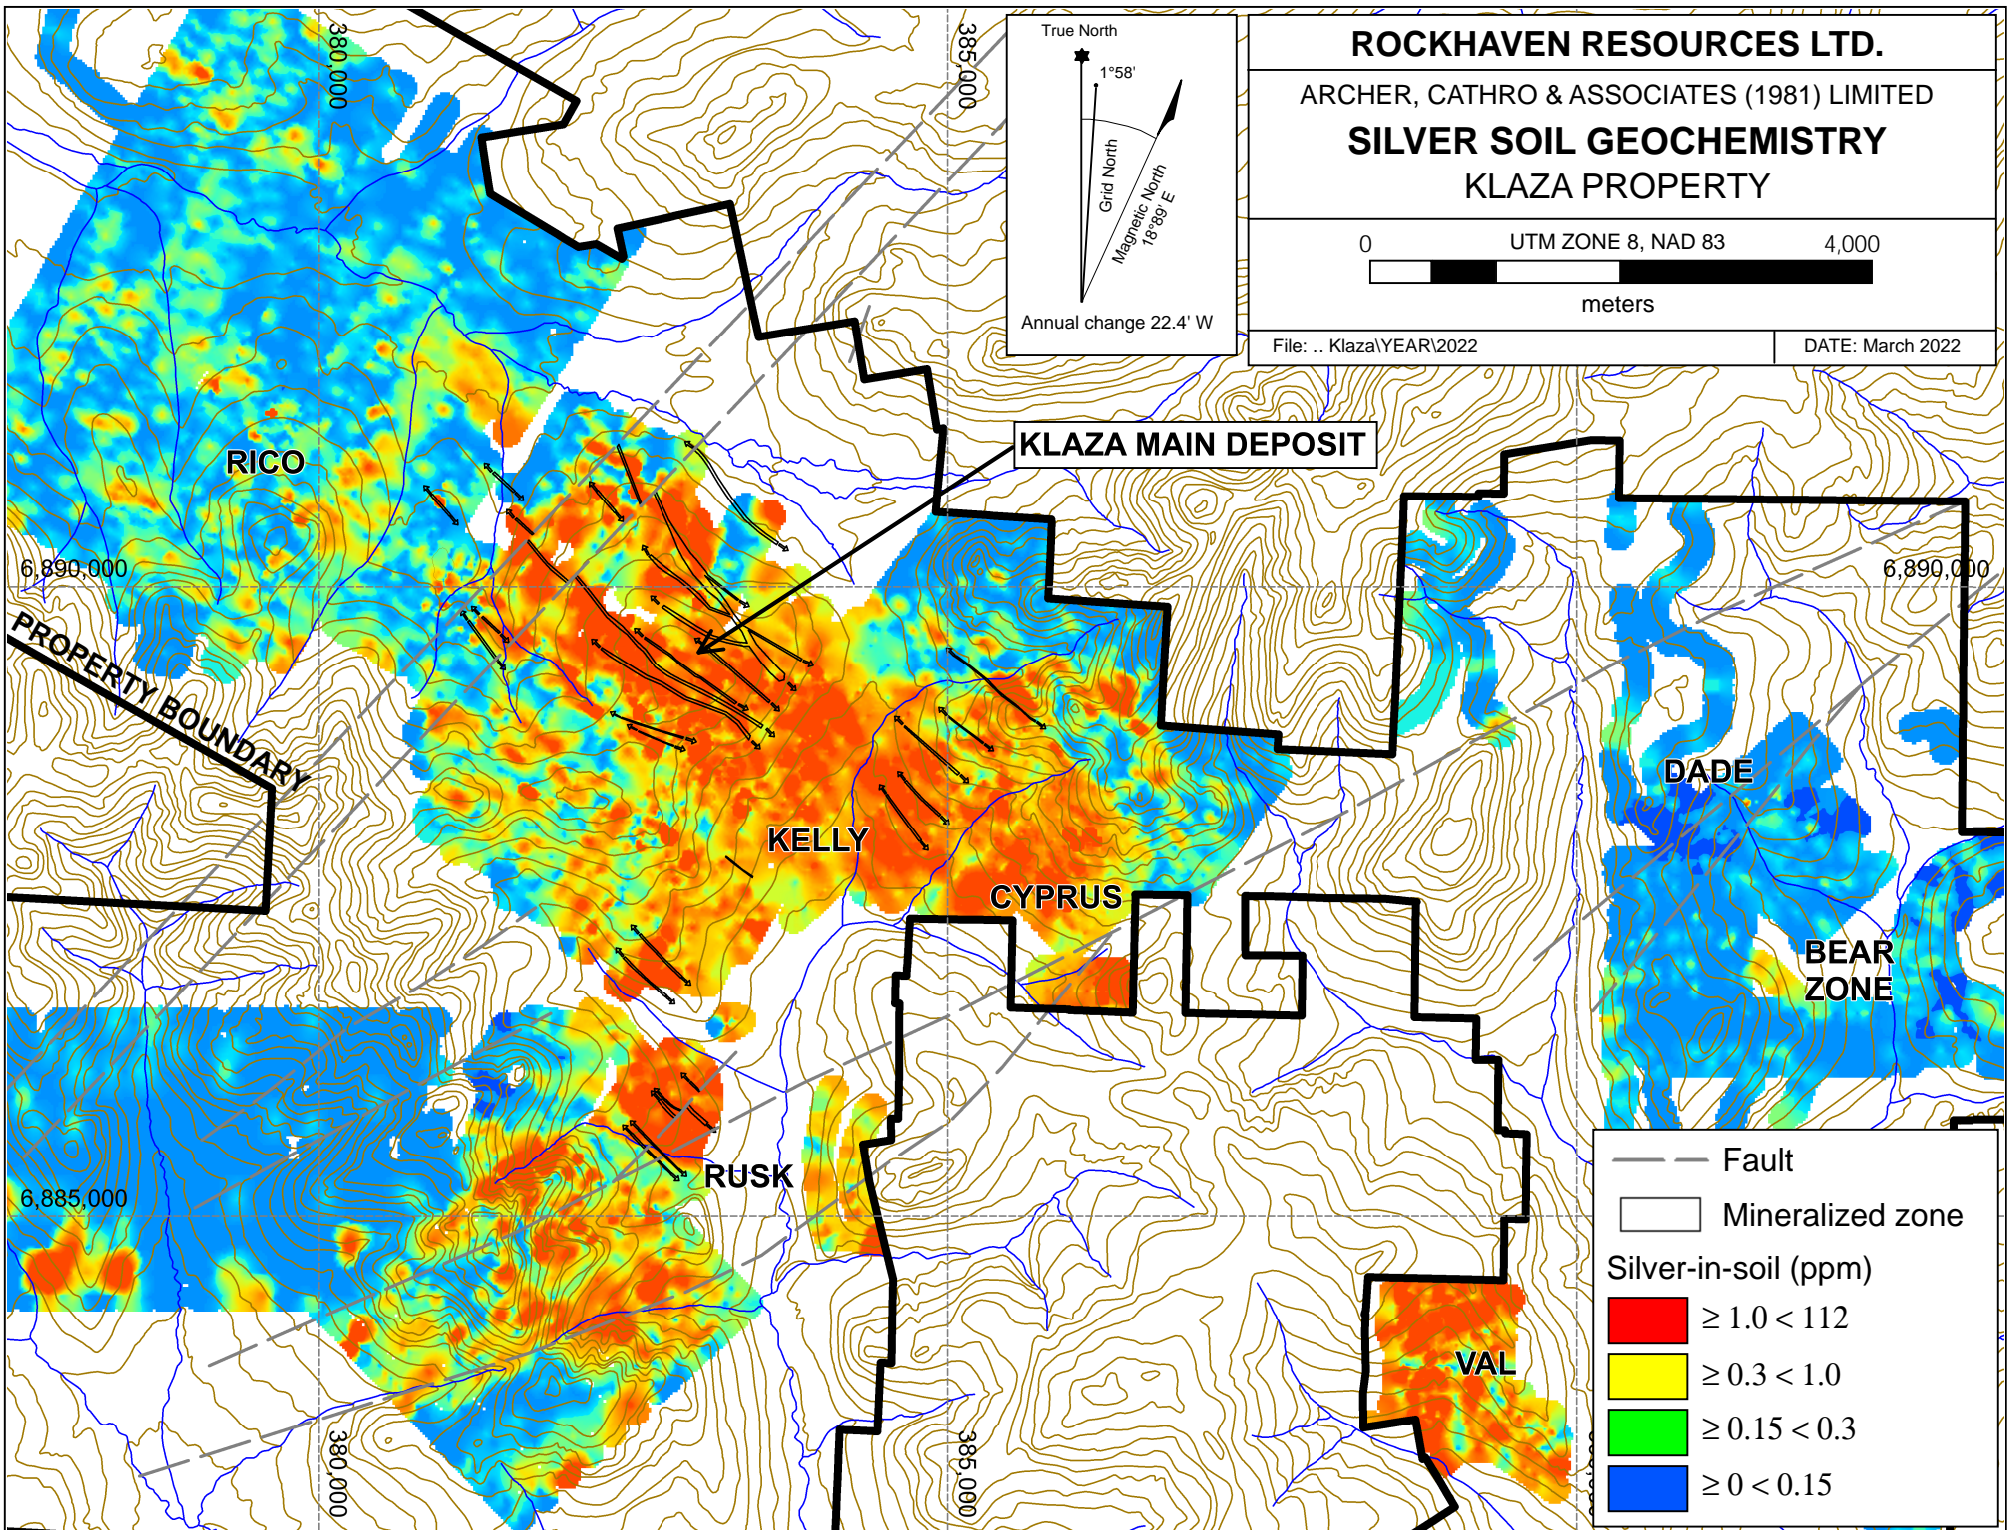 ROCKHAVEN RESOURCES LTD.
ARCHER, CATHRO & ASSOCIATES (1981) LIMITED
SILVER SOIL GEOCHEMISTRY
KLAZA PROPERTY
0 UTM ZONE 8, NAD 83 4,000
meters
File: .. Klaza\YEAR\2022
DATE: March 2022
True North
1°58'
Grid North
Magnetic North
18°89' E
Annual change 22.4' W
380,000
385,000
KLAZA MAIN DEPOSIT
RICO
6,890,000
6,890,000
PROPERTY BOUNDARY
DADE
KELLY
CYPRUS
BEAR
ZONE
RUSK
6,885,000
VAL
380,000
385,000
Fault
Mineralized zone
Silver-in-soil (ppm)
≥ 1.0 < 112
≥ 0.3 < 1.0
≥ 0.15 < 0.3
≥ 0 < 0.15